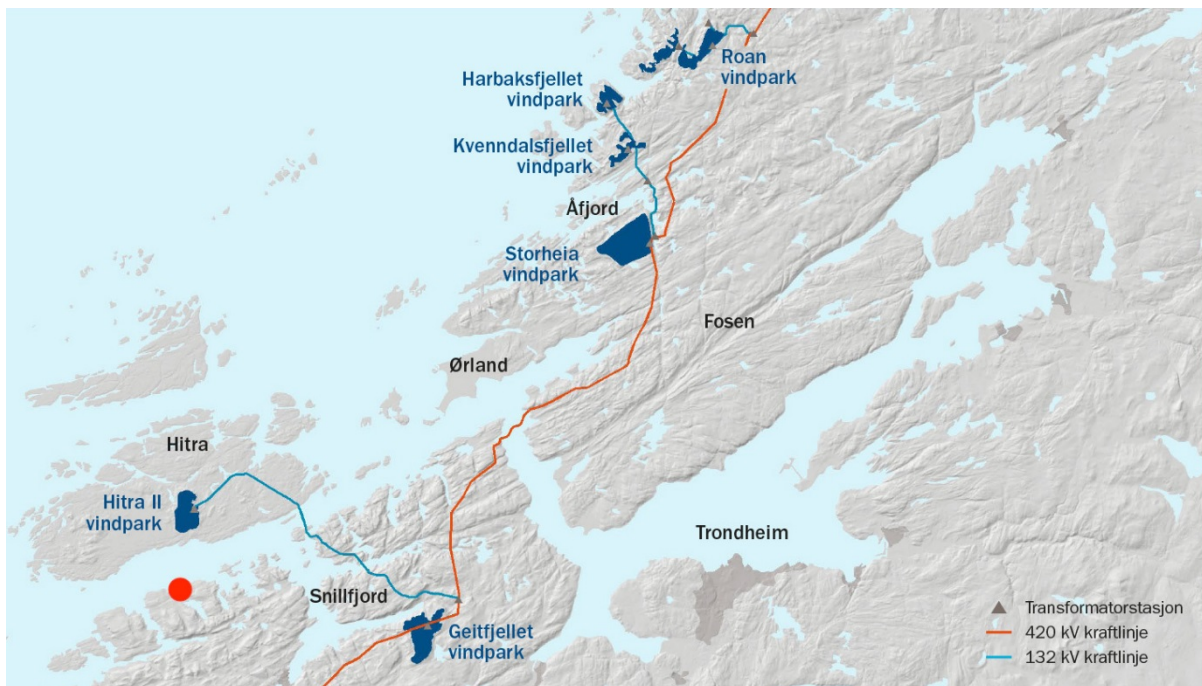 Roan
vindpark
Harbaksfjellet
vindpark
Kvenndalsfjellet
vindpark
Åfjord
Storheia
vindpark
Fosen
Ørland
Hitra
Hitra II
vindpark
Trondheim
Snillfjord
Geitfjellet
vindpark
Transformatorstasjon
420 kV kraftlinje
132 kV kraftlinje